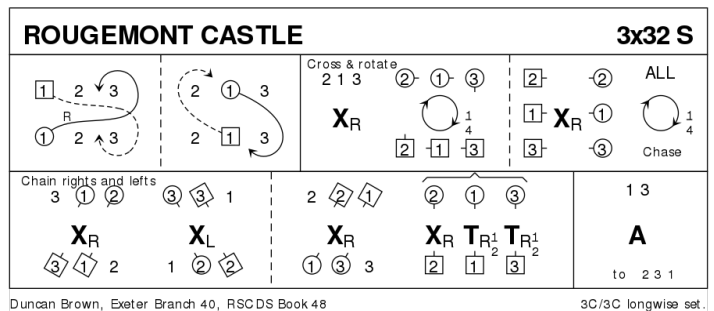 ROUGEMONT CASTLE 3x32 S
1 2 3
R
1 2 3
2 1 3
2 1 3
Cross & rotate
2 1 3 2 1 3
XR 1 4
2 1 3
2 2 ALL
1 XR 1 1 4
3 3 Chase
Chain rights and lefts
3 1 2 3 3 1
XR XL
3 1 2 1 2 2
2 2 1 2 1 3
XR XR TR 1 2 TR 1 2
1 3 3 2 1 3
1 3
A
to 2 3 1
Duncan Brown, Exeter Branch 40, RSCDS Book 48 3C/3C longwise set.